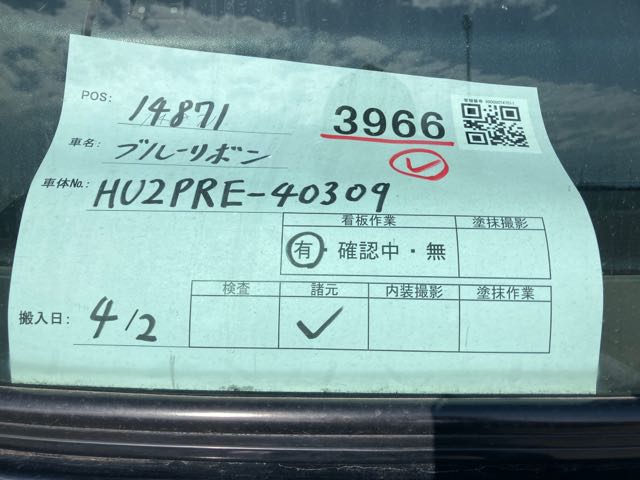 POS: 14871
3966
車名: ブルーリボン
車体No.: HU2PRE-40309
看板作業 塗抹撮影
有・確認中・無
検査 諸元 内装撮影 塗抹作業
搬入日: 4/2